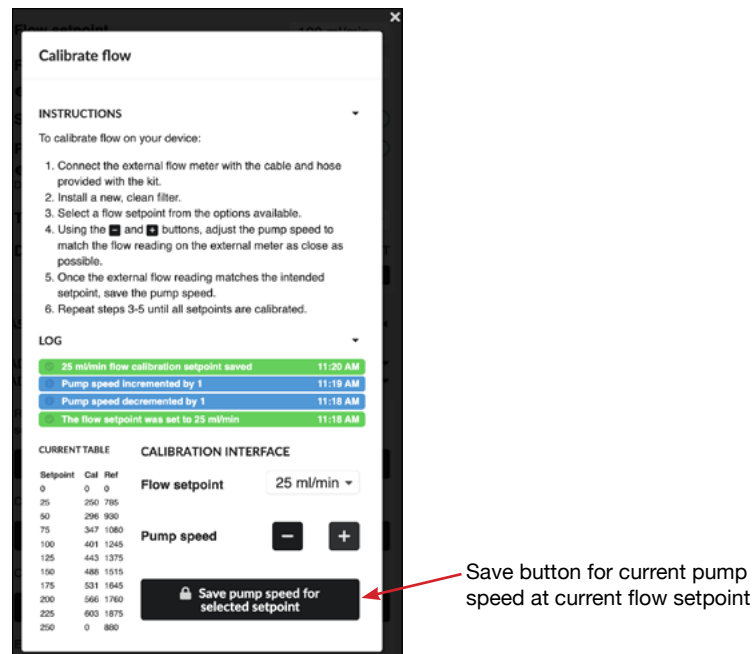 ×
Calibrate flow
INSTRUCTIONS
To calibrate flow on your device:
1. Connect the external flow meter with the cable and hose
provided with the kit.
2. Install a new, clean filter.
3. Select a flow setpoint from the options available.
4. Using the − and + buttons, adjust the pump speed to
match the flow reading on the external meter as close as
possible.
5. Once the external flow reading matches the intended
setpoint, save the pump speed.
6. Repeat steps 3-5 until all setpoints are calibrated.
LOG
25 ml/min flow calibration setpoint saved 11:20 AM
Pump speed incremented by 1 11:19 AM
Pump speed decremented by 1 11:18 AM
The flow setpoint was set to 25 ml/min 11:18 AM
CURRENT TABLE
Setpoint Cal Ref
0 0 0
25 250 785
50 296 930
75 347 1080
100 401 1245
125 443 1375
150 488 1515
175 531 1645
200 566 1760
225 603 1875
250 0 880
CALIBRATION INTERFACE
Flow setpoint 25 ml/min
Pump speed − +
Save pump speed for
selected setpoint
Save button for current pump
speed at current flow setpoint